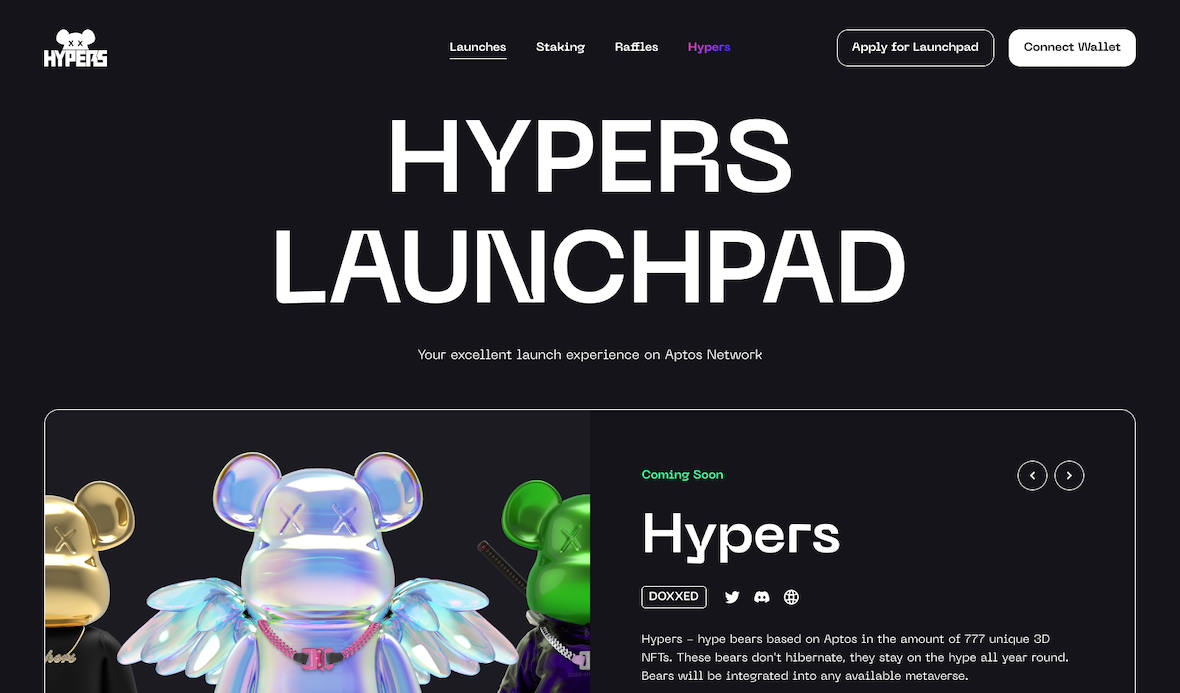 HYPERS
Launches
Staking
Raffles
Hypers
Apply for Launchpad
Connect Wallet
HYPERS
LAUNCHPAD
Your excellent launch experience on Aptos Network
Coming Soon
Hypers
DOXXED
Hypers – hype bears based on Aptos in the amount of 777 unique 3D
NFTs. These bears don't hibernate, they stay on the hype all year round.
Bears will be integrated into any available metaverse.